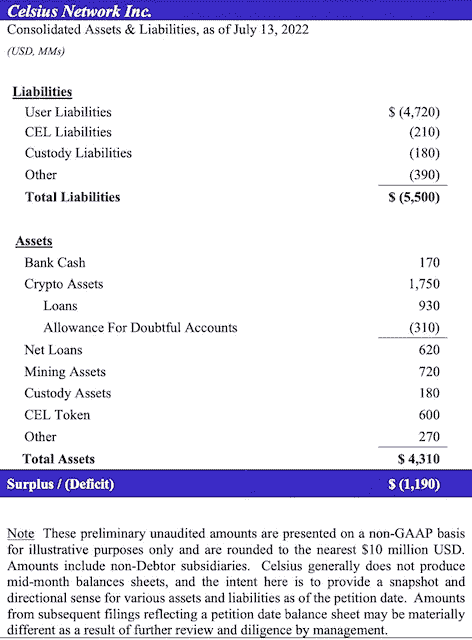 Celsius Network Inc.
Consolidated Assets & Liabilities, as of July 13, 2022
(USD, MMs)
Liabilities
User Liabilities $ (4,720)
CEL Liabilities (210)
Custody Liabilities (180)
Other (390)
Total Liabilities $ (5,500)
Assets
Bank Cash 170
Crypto Assets 1,750
Loans 930
Allowance For Doubtful Accounts (310)
Net Loans 620
Mining Assets 720
Custody Assets 180
CEL Token 600
Other 270
Total Assets $ 4,310
Surplus / (Deficit) $ (1,190)
Note These preliminary unaudited amounts are presented on a non-GAAP basis
for illustrative purposes only and are rounded to the nearest $10 million USD.
Amounts include non-Debtor subsidiaries. Celsius generally does not produce
mid-month balances sheets, and the intent here is to provide a snapshot and
directional sense for various assets and liabilities as of the petition date. Amounts
from subsequent filings reflecting a petition date balance sheet may be materially
different as a result of further review and diligence by management.